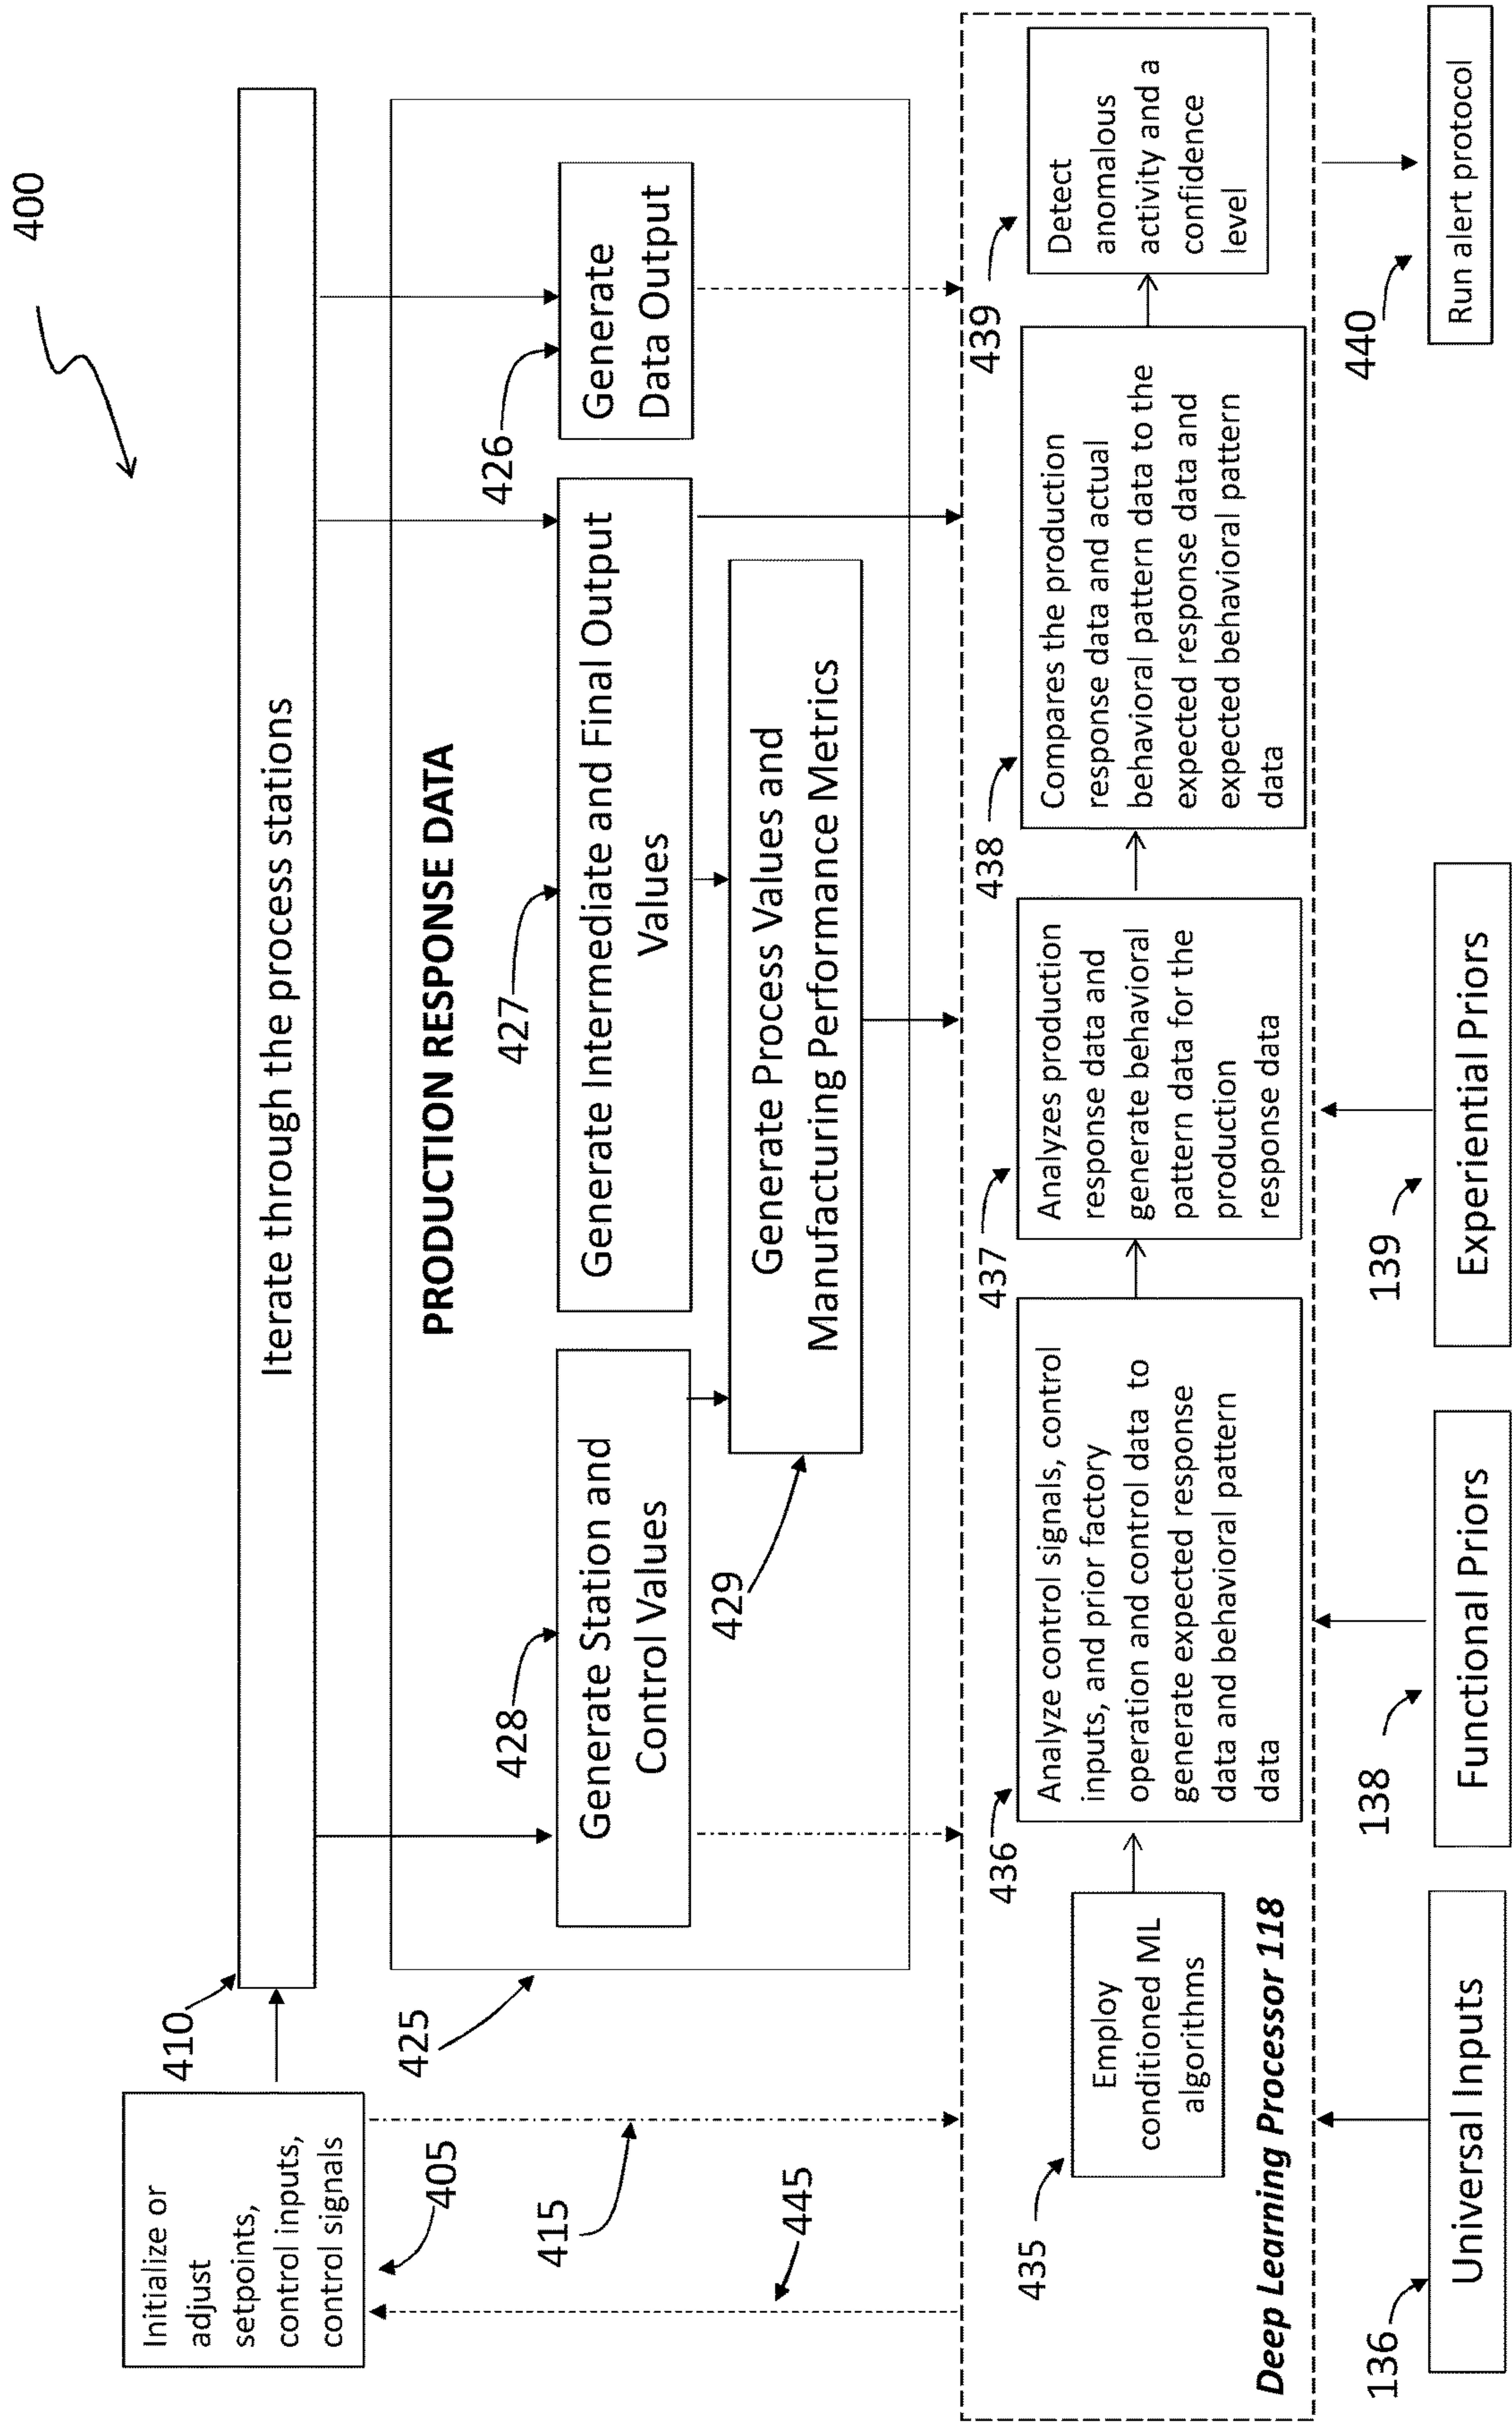 400
Initialize or
adjust
setpoints,
control inputs,
control signals
405
410
Iterate through the process stations
415
445
425
PRODUCTION RESPONSE DATA
428
Generate Station and
Control Values
427
Generate Intermediate and Final Output
Values
426
Generate
Data Output
429
Generate Process Values and
Manufacturing Performance Metrics
435
Employ
conditioned ML
algorithms
436
Analyze control signals, control
inputs, and prior factory
operation and control data to
generate expected response
data and behavioral pattern
data
437
Analyzes production
response data and
generate behavioral
pattern data for the
production
response data
438
Compares the production
response data and actual
behavioral pattern data to the
expected response data and
expected behavioral pattern
data
439
Detect
anomalous
activity and a
confidence
level
Deep Learning Processor 118
136
Universal Inputs
138
Functional Priors
139
Experiential Priors
440
Run alert protocol